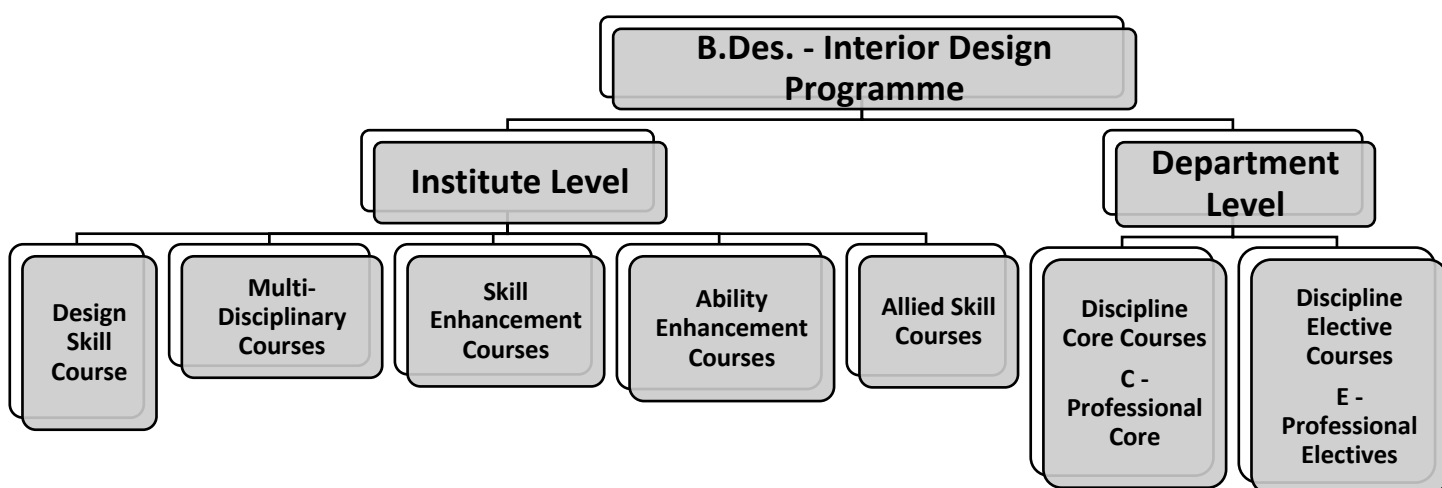 B.Des. - Interior Design
Programme
Institute Level
Department
Level
Design
Skill
Course
Multi-
Disciplinary
Courses
Skill
Enhancement
Courses
Ability
Enhancement
Courses
Allied Skill
Courses
Discipline
Core Courses
C -
Professional
Core
Discipline
Elective
Courses
E -
Professional
Electives